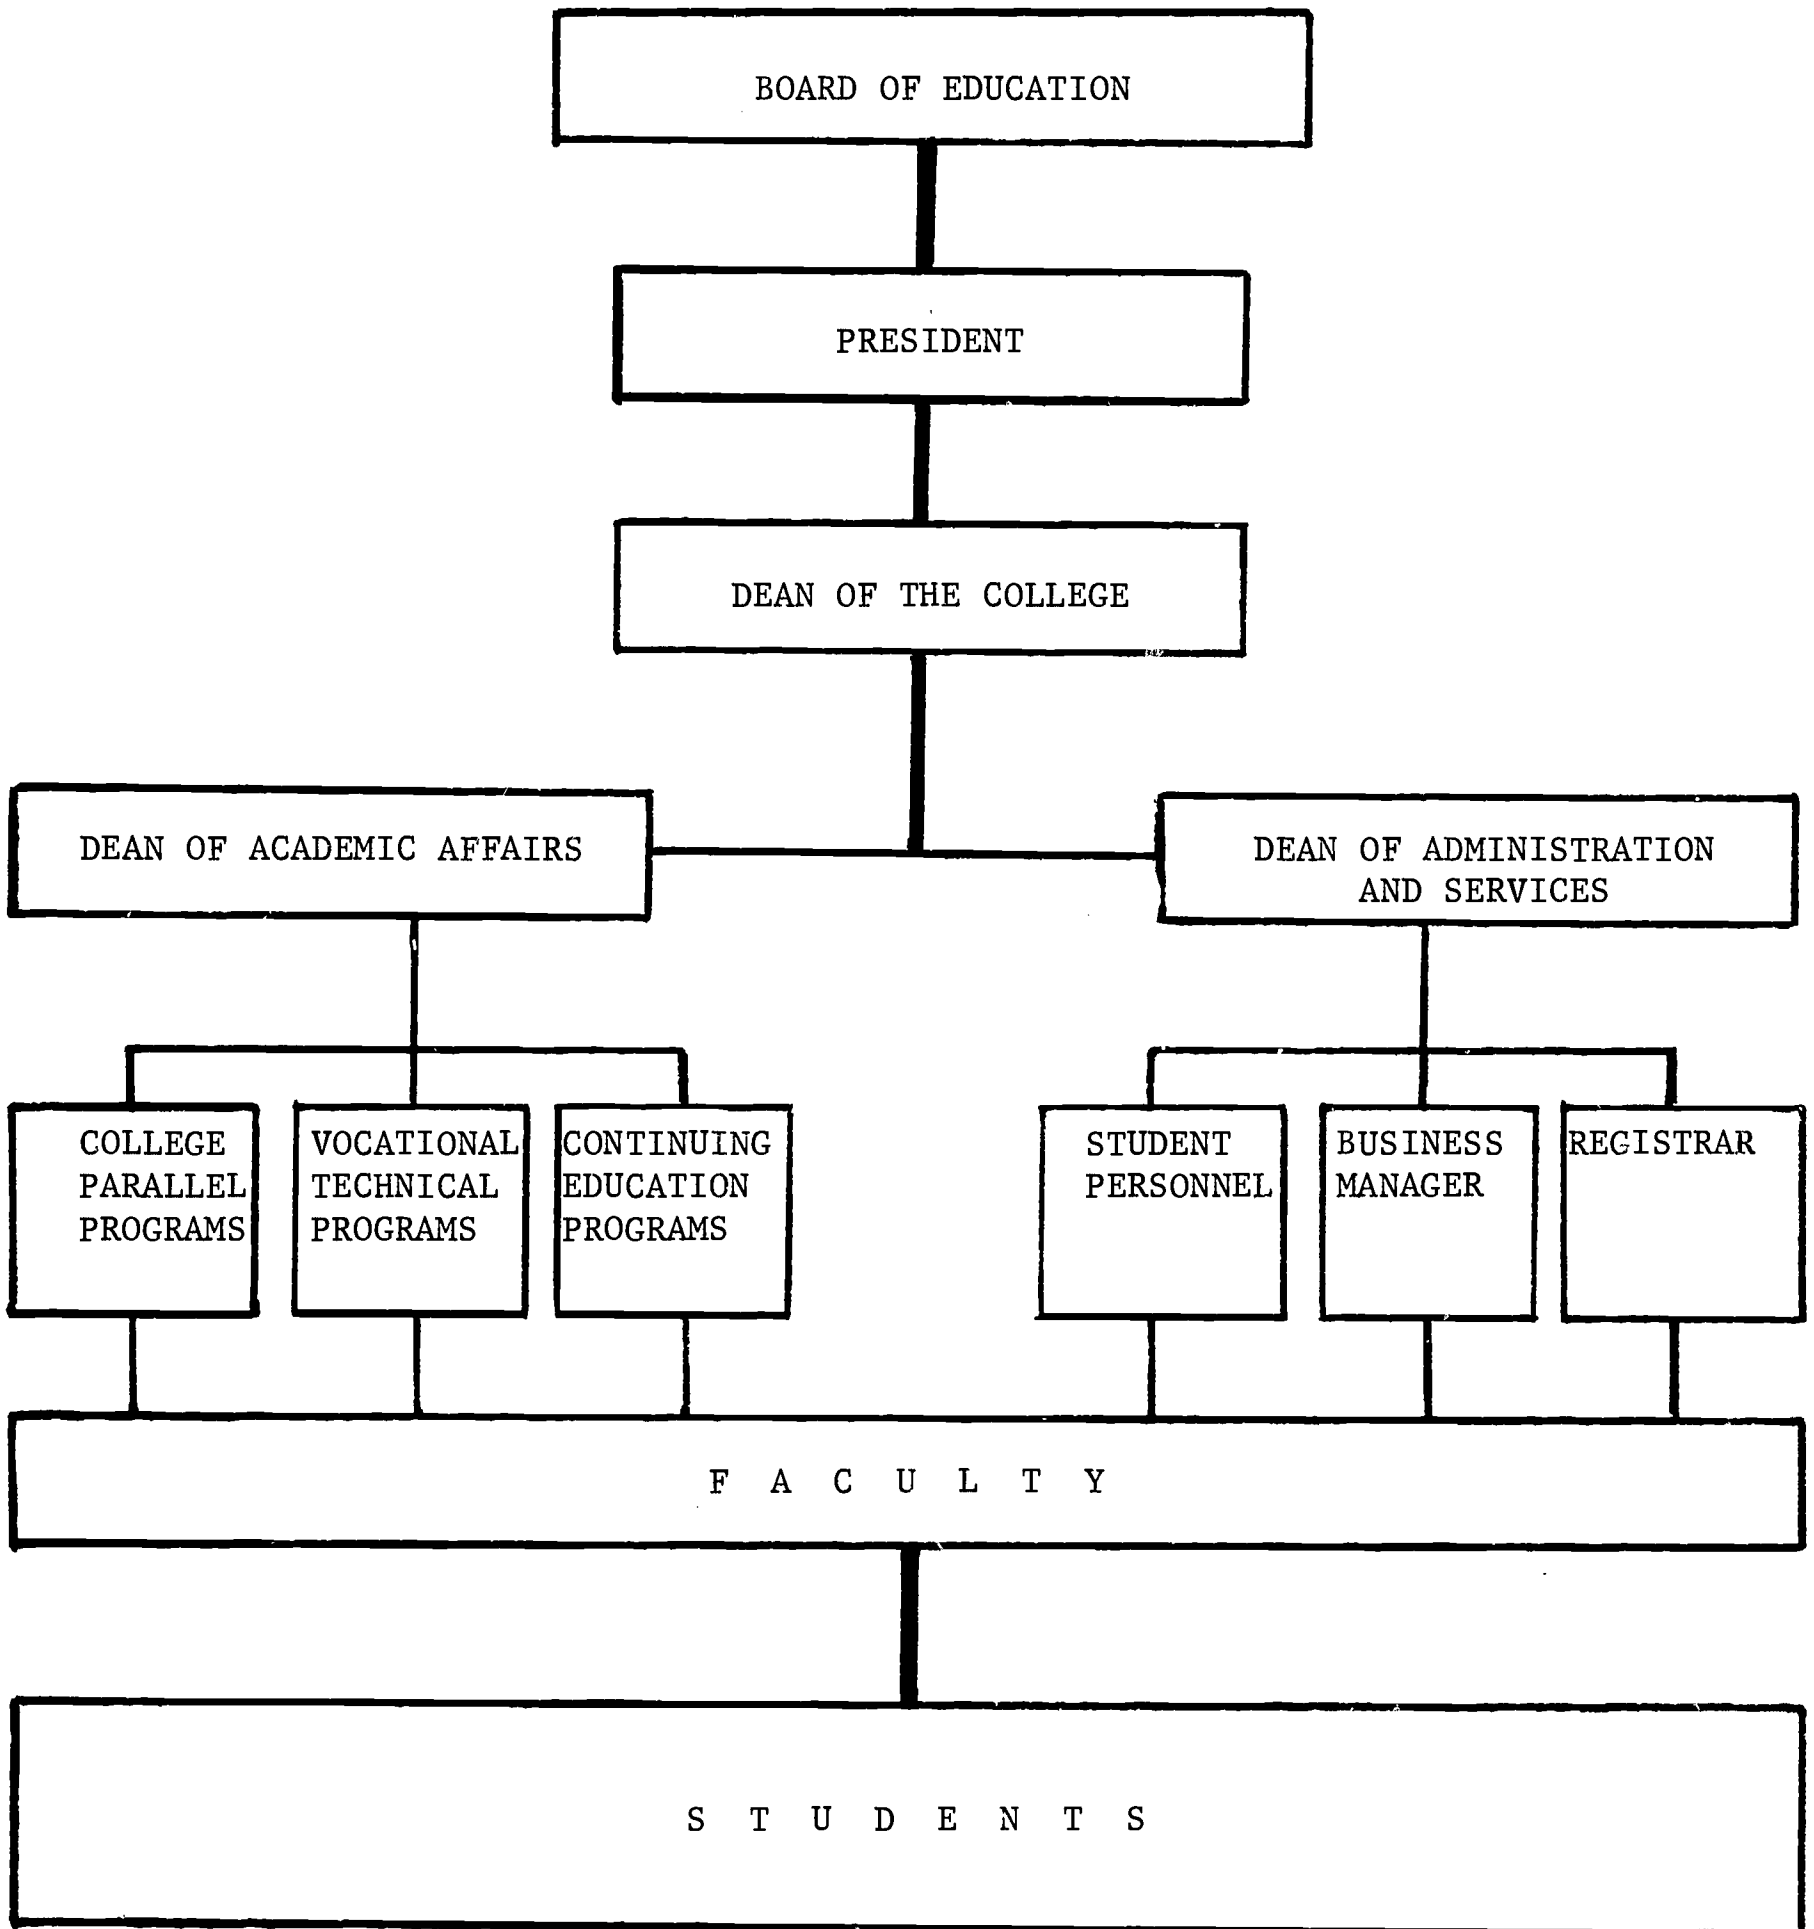 BOARD OF EDUCATION
PRESIDENT
DEAN OF THE COLLEGE
DEAN OF ACADEMIC AFFAIRS
DEAN OF ADMINISTRATION
AND SERVICES
COLLEGE
PARALLEL
PROGRAMS
VOCATIONAL
TECHNICAL
PROGRAMS
CONTINUING
EDUCATION
PROGRAMS
STUDENT
PERSONNEL
BUSINESS
MANAGER
REGISTRAR
F A C U L T Y
S T U D E N T S